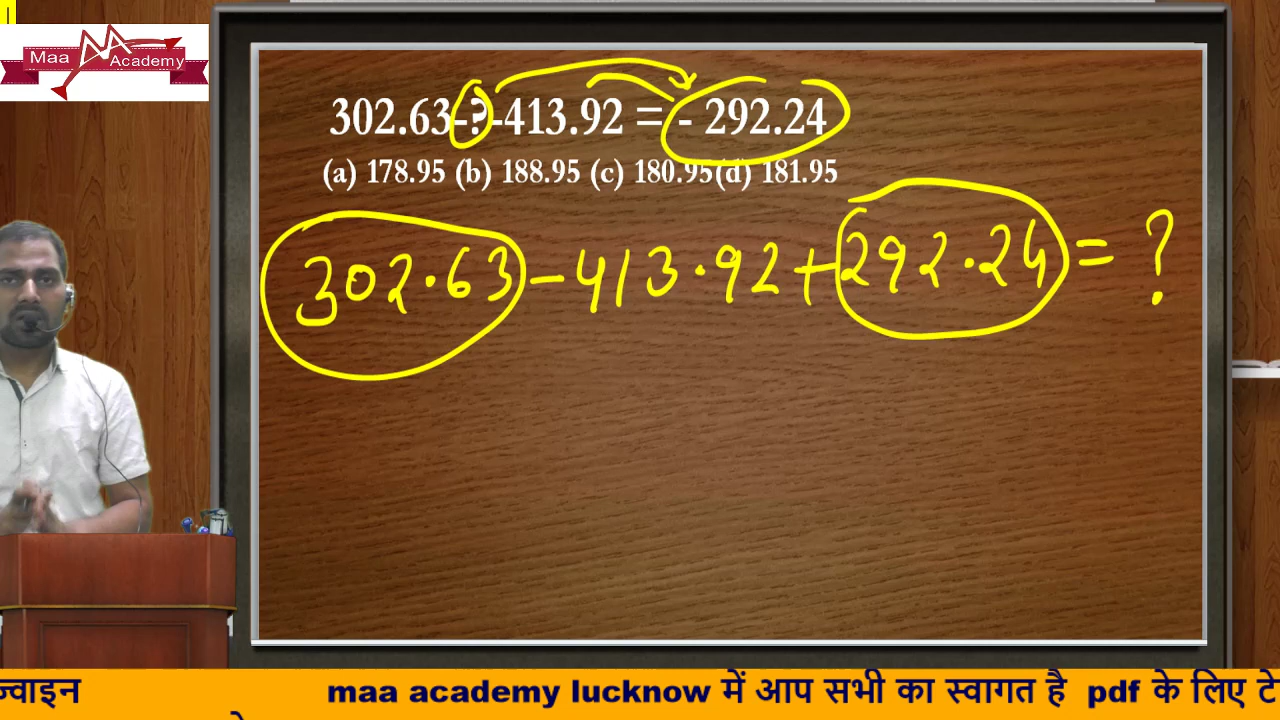 Maa Academy
302.63-?-413.92 = - 292.24
(a) 178.95 (b) 188.95 (c) 180.95(d) 181.95
302.63-413.92+292.24= ?
ज्वाइन maa academy lucknow में आप सभी का स्वागत है pdf के लिए टे